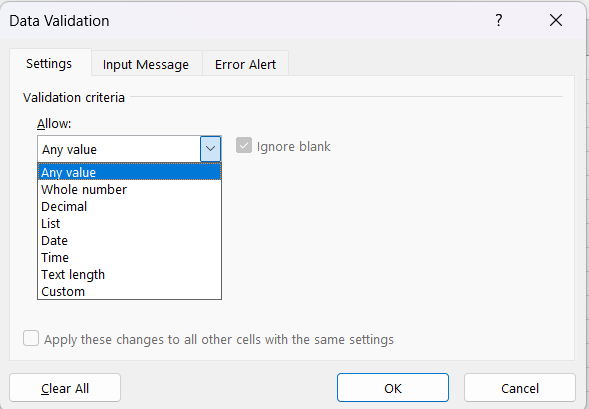 Data Validation ?
Settings Input Message Error Alert
Validation criteria
Allow:
Any value Ignore blank
Any value
Whole number
Decimal
List
Date
Time
Text length
Custom
Apply these changes to all other cells with the same settings
Clear All OK Cancel